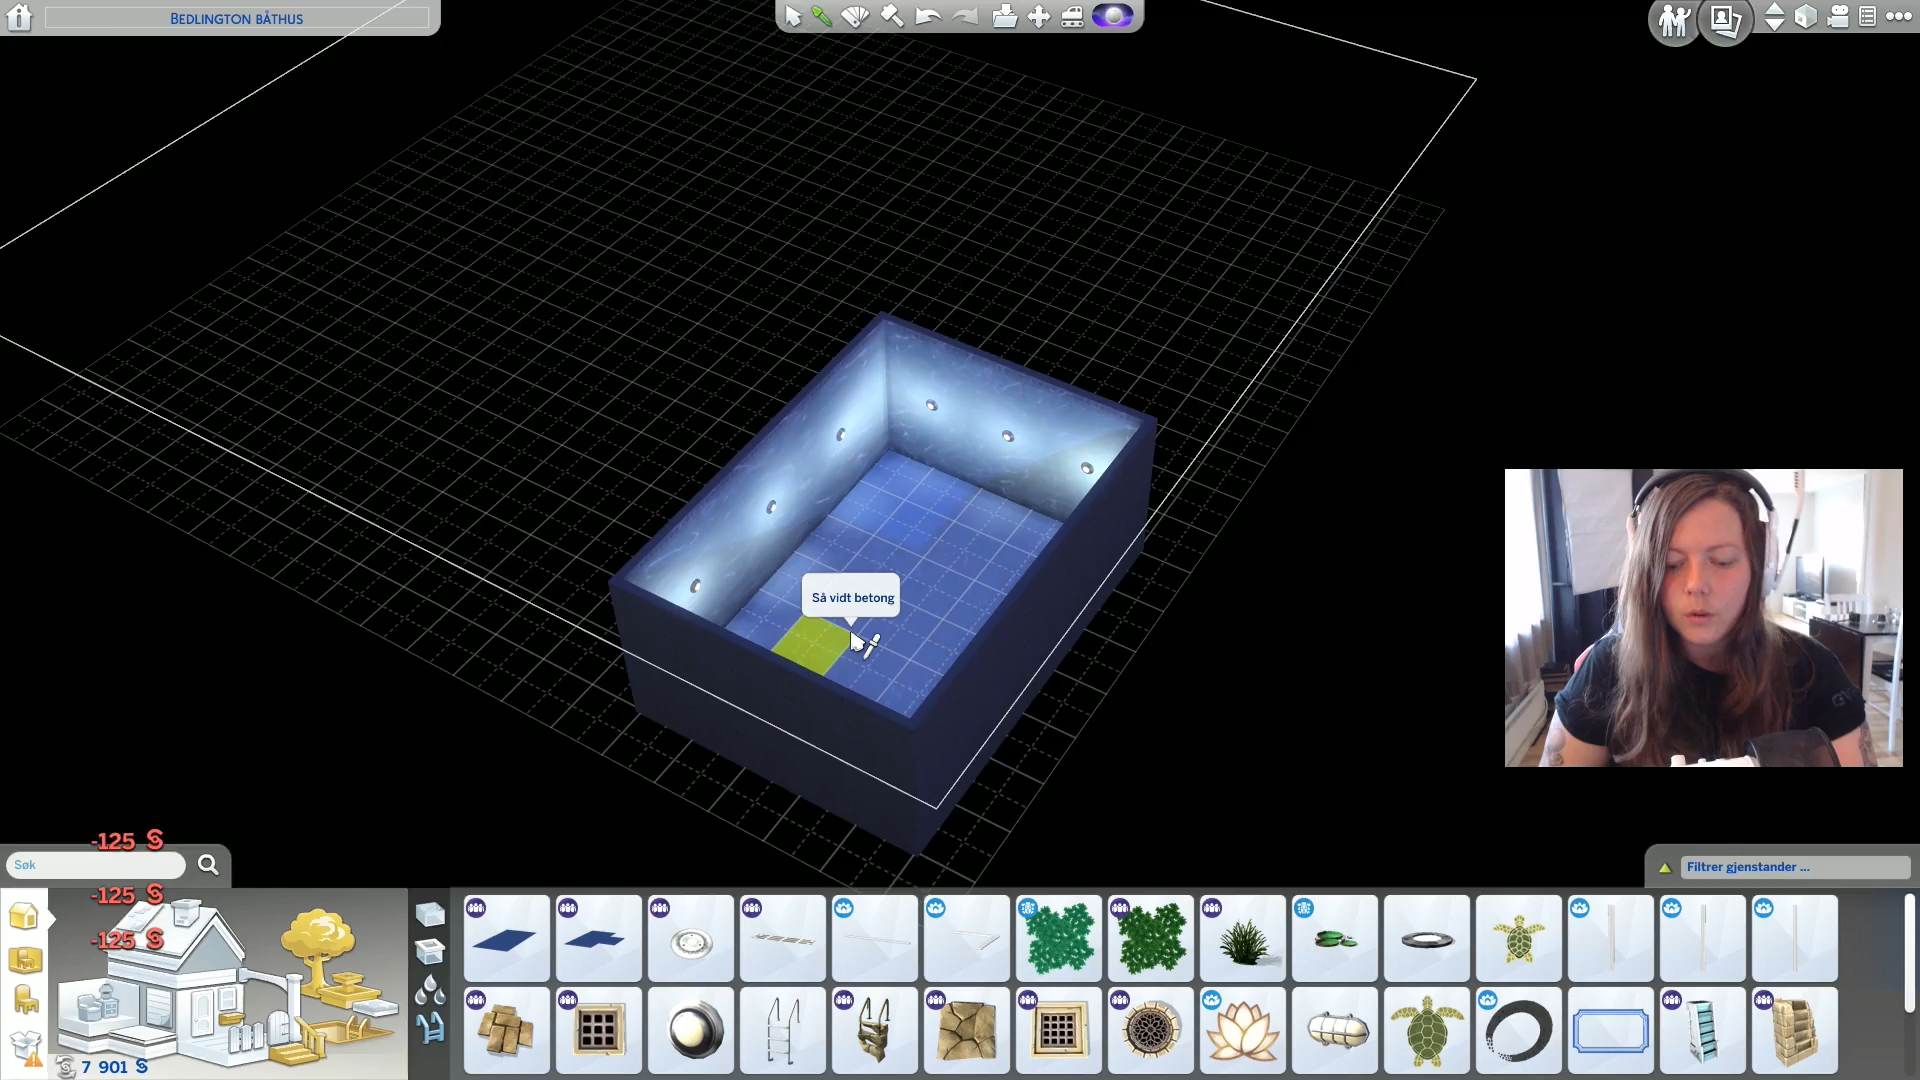 BEDLINGTON BÅTHUS
Så vidt betong
-125 S
Søk
Filtrer gjenstander ...
-125 S
-125 S
7 901 S